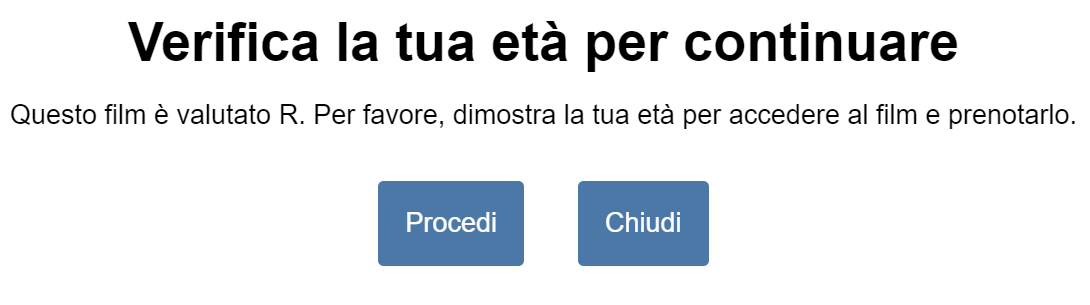 Verifica la tua età per continuare
Questo film è valutato R. Per favore, dimostra la tua età per accedere al film e prenotarlo.
Procedi
Chiudi